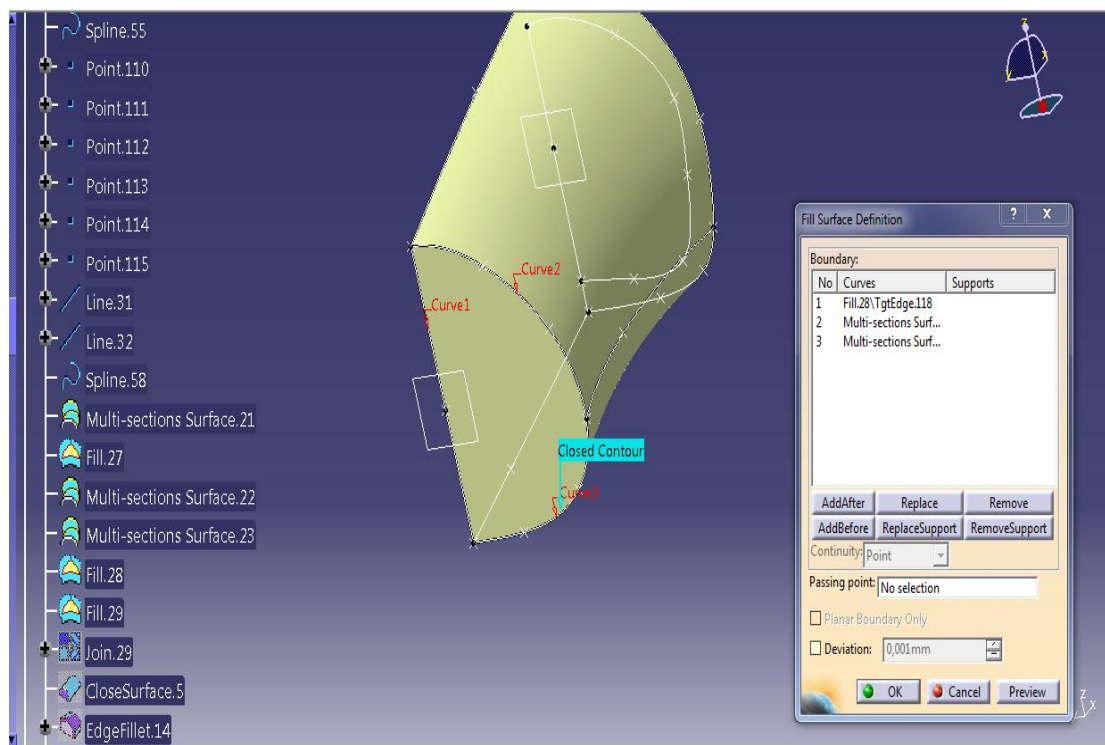 Spline.55
Point.110
Point.111
Point.112
Point.113
Point.114
Point.115
Line.31
Line.32
Spline.58
Multi-sections Surface.21
Fill.27
Multi-sections Surface.22
Multi-sections Surface.23
Fill.28
Fill.29
Join.29
CloseSurface.5
EdgeFillet.14
Curve2
Curve1
Closed Contour
Curve3
z
x
y
Fill Surface Definition ? X
Boundary:
No Curves Supports
1 Fill.28\TgtEdge.118
2 Multi-sections Surf...
3 Multi-sections Surf...
AddAfter Replace Remove
AddBefore ReplaceSupport RemoveSupport
Continuity: Point
Passing point: No selection
Planar Boundary Only
Deviation: 0,001mm
OK Cancel Preview
z
x